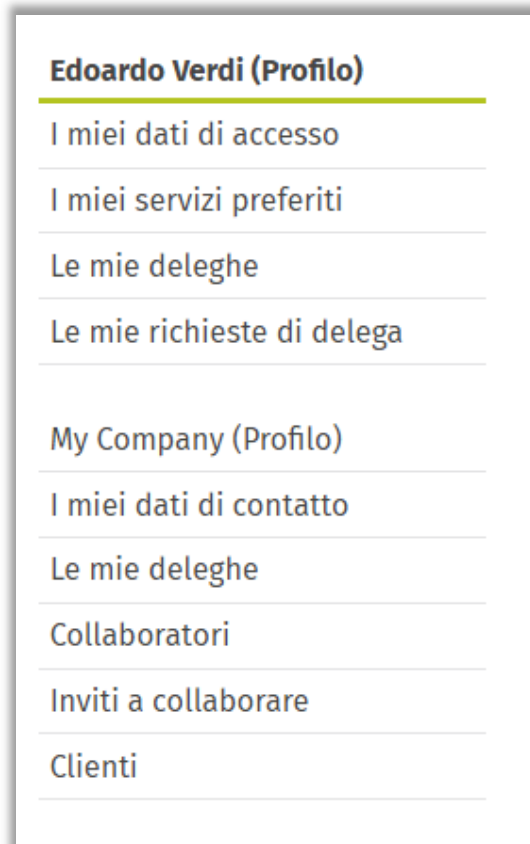 Edoardo Verdi (Profilo)
I miei dati di accesso
I miei servizi preferiti
Le mie deleghe
Le mie richieste di delega
My Company (Profilo)
I miei dati di contatto
Le mie deleghe
Collaboratori
Inviti a collaborare
Clienti